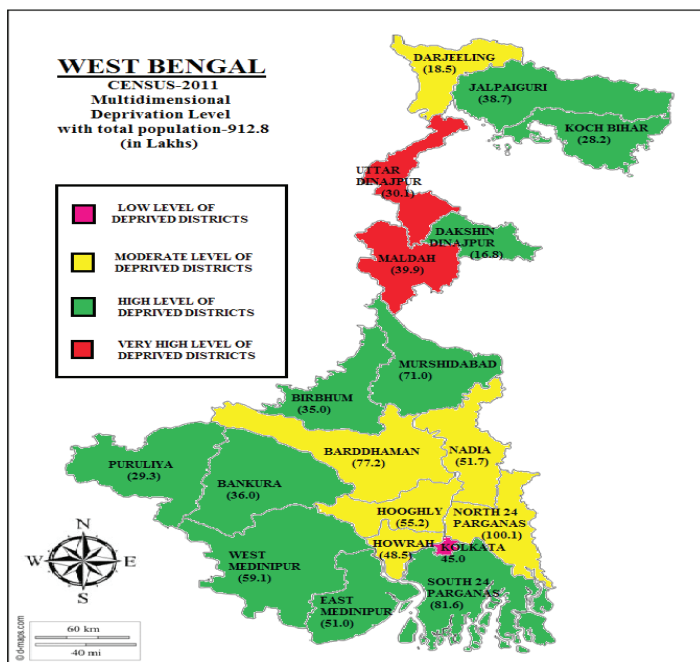 WEST BENGAL
CENSUS-2011
Multidimensional
Deprivation Level
with total population-912.8
(in Lakhs)
DARJEELING
(18.5)
JALPAIGURI
(38.7)
KOCH BIHAR
(28.2)
UTTAR
DINAJPUR
(30.1)
DAKSHIN
DINAJPUR
(16.8)
MALDAH
(39.9)
LOW LEVEL OF
DEPRIVED DISTRICTS
MODERATE LEVEL OF
DEPRIVED DISTRICTS
HIGH LEVEL OF
DEPRIVED DISTRICTS
VERY HIGH LEVEL OF
DEPRIVED DISTRICTS
MURSHIDABAD
(71.0)
BIRBHUM
(35.0)
BARDDHAMAN
(77.2)
NADIA
(51.7)
PURULIYA
(29.3)
BANKURA
(36.0)
HOOGHLY
(55.2)
NORTH 24
PARGANAS
(100.1)
HOWRAH
(48.5)
KOLKATA
45.0
WEST
MEDINIPUR
(59.1)
SOUTH 24
PARGANAS
(81.6)
EAST
MEDINIPUR
(51.0)
N
W
E
S
60 km
40 mi
© d-maps.com